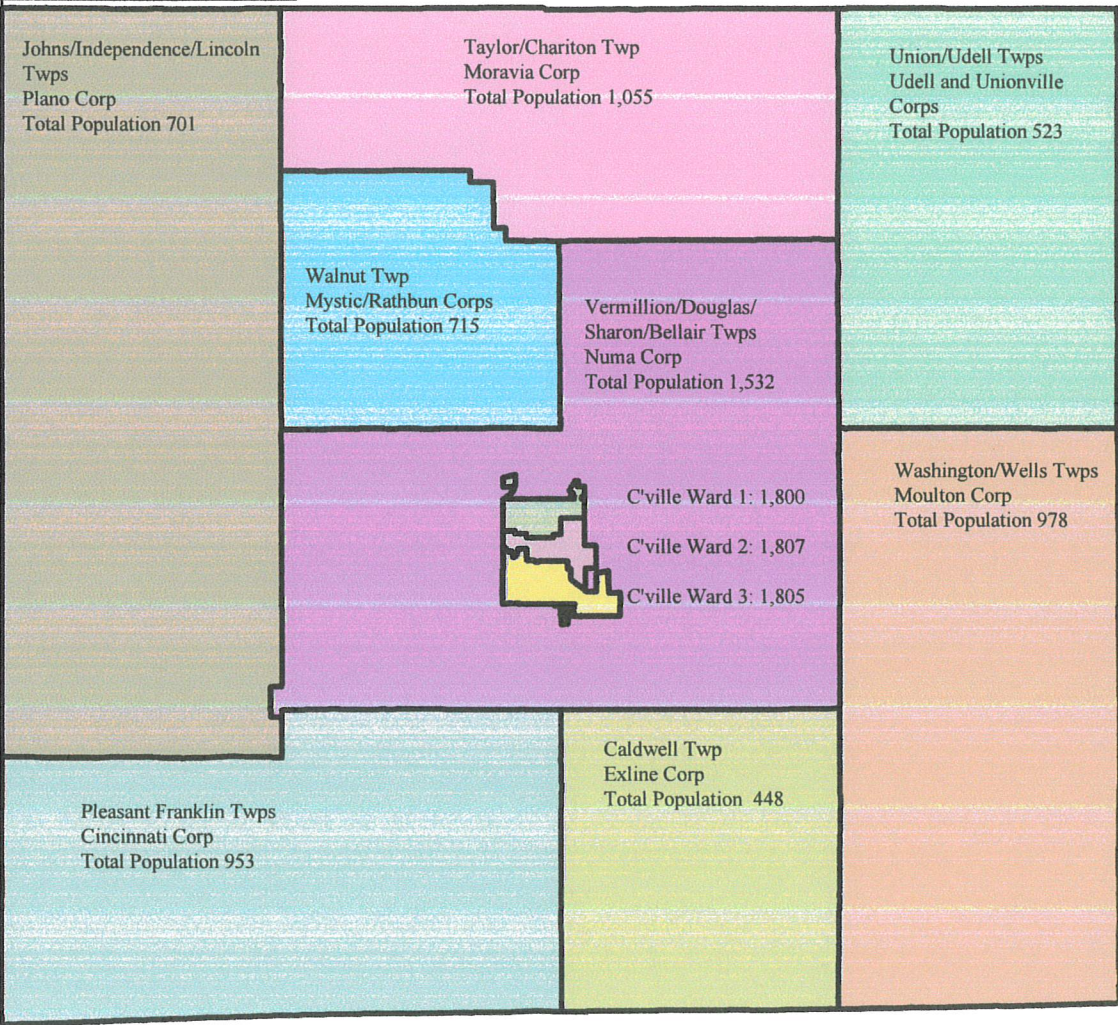 Johns/Independence/Lincoln
Twps
Plano Corp
Total Population 701
Taylor/Chariton Twp
Moravia Corp
Total Population 1,055
Union/Udell Twps
Udell and Unionville
Corps
Total Population 523
Walnut Twp
Mystic/Rathbun Corps
Total Population 715
Vermillion/Douglas/
Sharon/Bellair Twps
Numa Corp
Total Population 1,532
C'ville Ward 1: 1,800
C'ville Ward 2: 1,807
C'ville Ward 3: 1,805
Washington/Wells Twps
Moulton Corp
Total Population 978
Pleasant Franklin Twps
Cincinnati Corp
Total Population 953
Caldwell Twp
Exline Corp
Total Population 448